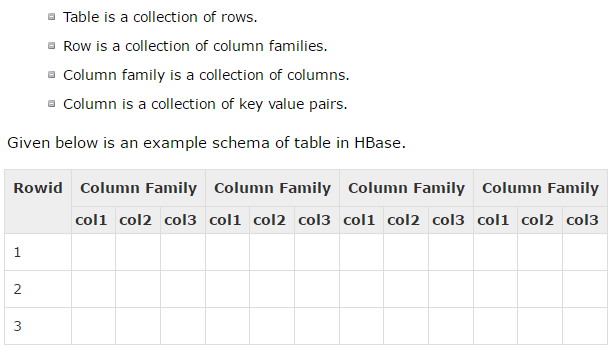 Table is a collection of rows.
Row is a collection of column families.
Column family is a collection of columns.
Column is a collection of key value pairs.
Given below is an example schema of table in HBase.
Rowid Column Family Column Family Column Family Column Family
col1 col2 col3 col1 col2 col3 col1 col2 col3 col1 col2 col3
1
2
3